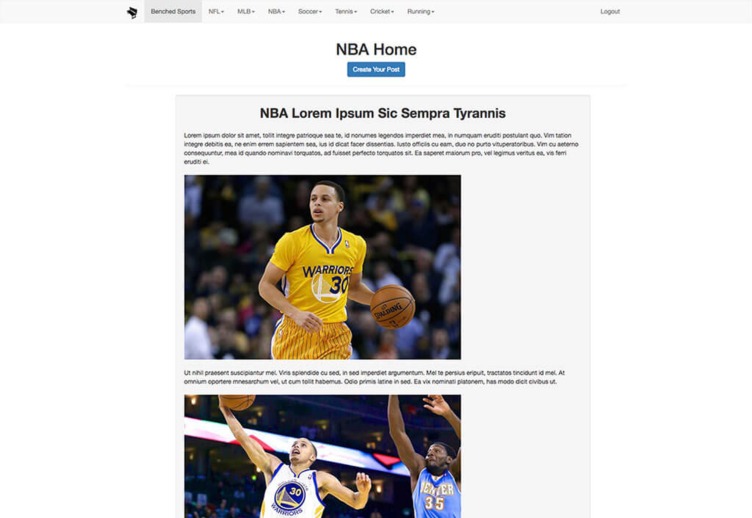 Benched Sports NFL MLB NBA Soccer Tennis Cricket Running Logout
NBA Home
Create Your Post
NBA Lorem Ipsum Sic Sempra Tyrannis
Lorem ipsum dolor sit amet, tollit integre patrioque sea te, id nonumes legendos imperdiet mea, in numquam eruditi postulant quo. Vim tation
integre debitis ea, ne enim errem sapientem sea, ius id dicat facer dissentias. Iusto officiis cu eam, duo no purto vituperatoribus. Vim cu aeterno
consequuntur, mea id quando nominavi torquatos, ad fuisset perfecto torquatos sit. Ea saperet maiorum pro, vel legimus veritus ea, vis ferri
eruditi ei.
WARRIORS
30
SPALDING
Ut nihil praesent suscipiantur mei. Viris splendide cu sed, in sed imperdiet argumentum. Mel te persius eripuit, tractatos tincidunt id mel. At
omnium oportere mnesarchum vel, ut cum tollit habemus. Odio primis latine in sed. Ea vix nominati platonem, has modo dicit civibus ut.
30
WARRIORS
DENVER
35